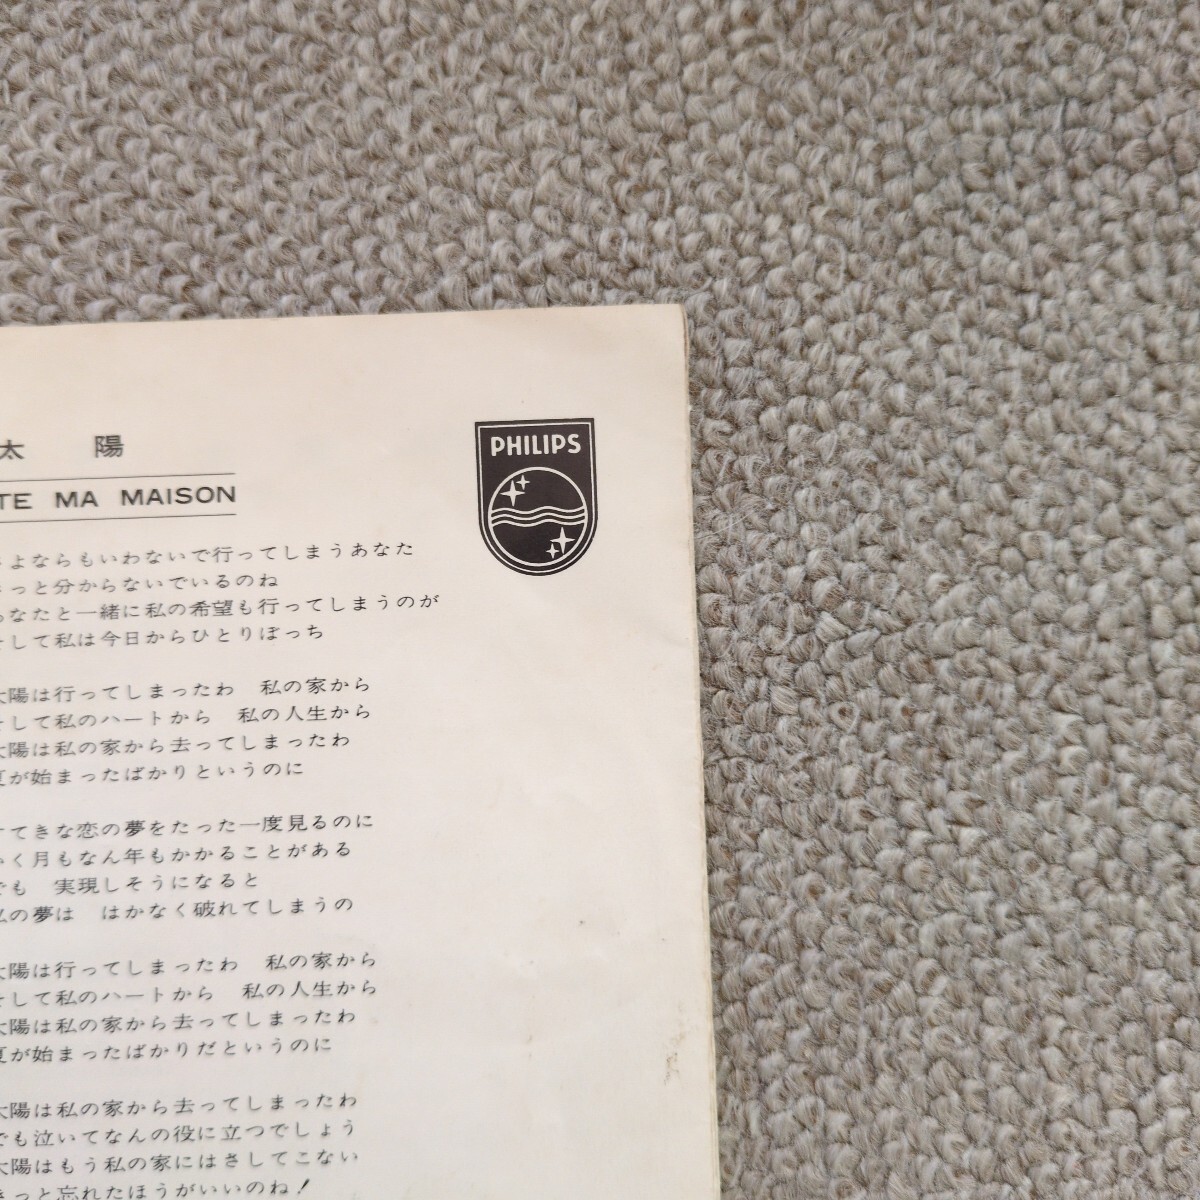 太 陽
TE MA MAISON
PHILIPS
よならもいわないで行ってしまうあなた
っと分からないでいるのね
なたと一緒に私の希望も行ってしまうのが
して私は今日からひとりぼっち
陽は行ってしまったわ 私の家から
して私のハートから 私の人生から
陽は私の家から去ってしまったわ
が始まったばかりというのに
てきな恋の夢をたった一度見るのに
く月もなん年もかかることがある
も 実現しそうになると
の夢は はかなく破れてしまうの
陽は行ってしまったわ 私の家から
して私のハートから 私の人生から
陽は私の家から去ってしまったわ
が始まったばかりだというのに
陽は私の家から去ってしまったわ
も泣いてなんの役に立つでしょう
陽はもう私の家にはさしてこない
っと忘れたほうがいいのね！